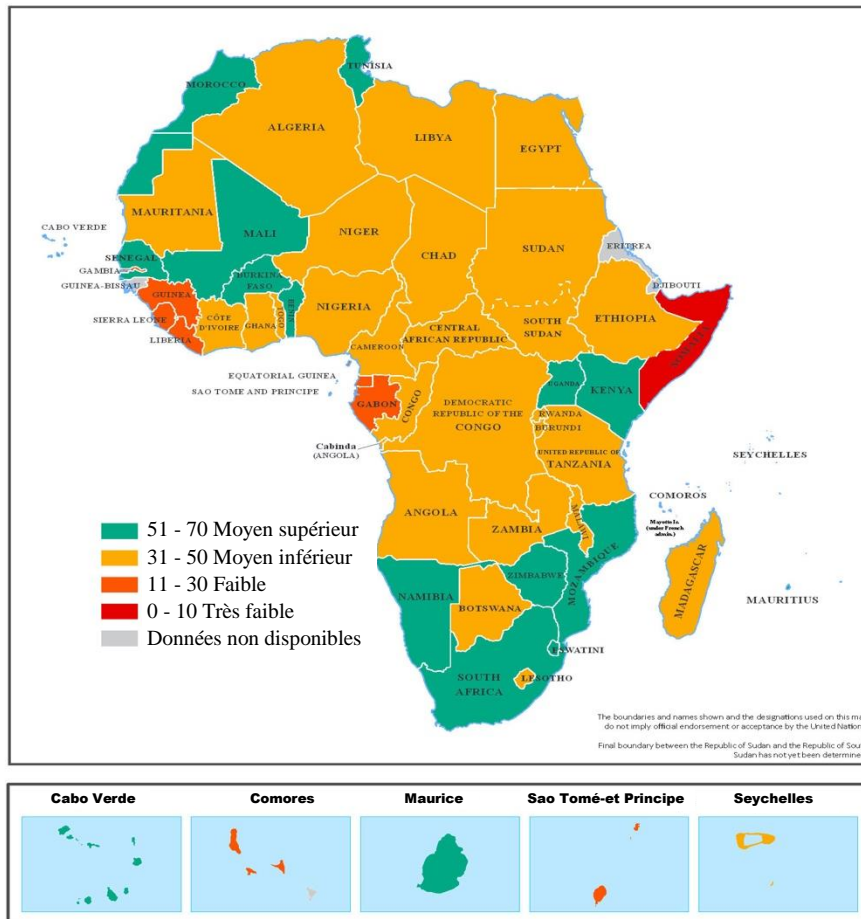 MOROCCO
TUNISIA
ALGERIA
LIBYA
EGYPT
MAURITANIA
CABO VERDE
MALI
NIGER
CHAD
SUDAN
ERITREA
SENEGAL
GAMBIA
GUINEA-BISSAU
BURKINA
FASO
DJIBOUTI
GUINEA
BENIN
NIGERIA
SIERRA LEONE
CÔTE
D'IVOIRE
GHANA
TOGO
LIBERIA
CENTRAL
AFRICAN REPUBLIC
SOUTH
SUDAN
ETHIOPIA
CAMEROON
SOMALIA
EQUATORIAL GUINEA
SAO TOME AND PRINCIPE
GABON
CONGO
DEMOCRATIC
REPUBLIC OF THE
CONGO
UGANDA
KENYA
RWANDA
BURUNDI
Cabinda
(ANGOLA)
UNITED REPUBLIC OF
TANZANIA
SEYCHELLES
COMOROS
Mayotte Is.
(under French
admin.)
ANGOLA
ZAMBIA
MALAWI
MOZAMBIQUE
ZIMBABWE
MADAGASCAR
MAURITIUS
NAMIBIA
BOTSWANA
ESWATINI
SOUTH
AFRICA
LESOTHO
51 - 70 Moyen supérieur
31 - 50 Moyen inférieur
11 - 30 Faible
0 - 10 Très faible
Données non disponibles
The boundaries and names shown and the designations used on this ma
do not imply official endorsement or acceptance by the United Nation
Final boundary between the Republic of Sudan and the Republic of Sout
Sudan has not yet been determine
Cabo Verde
Comores
Maurice
Sao Tomé-et Principe
Seychelles